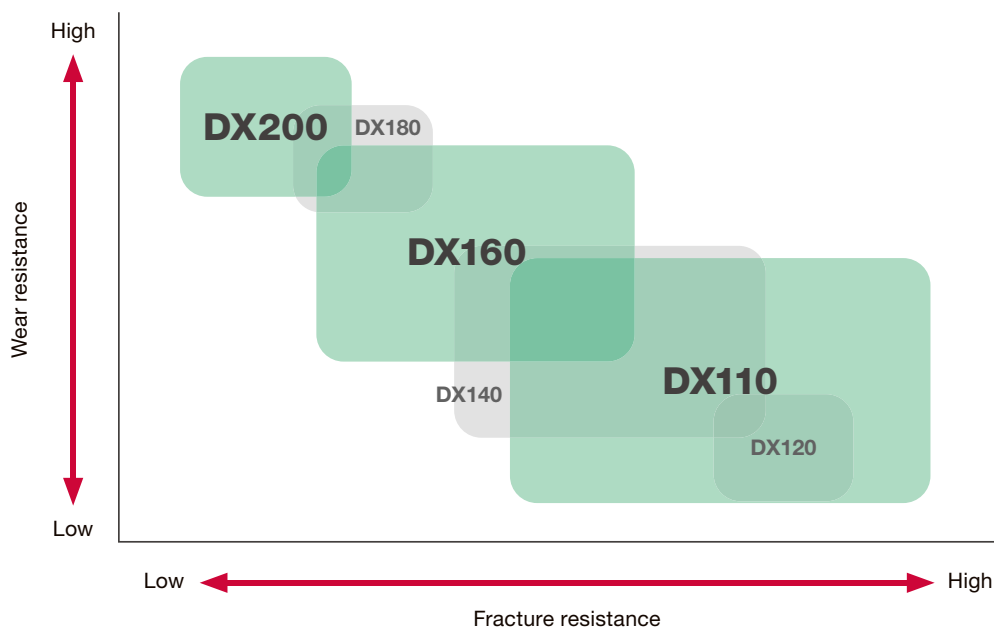 High
DX200
DX180
DX160
Wear resistance
DX110
DX140
DX120
Low
Low
High
Fracture resistance